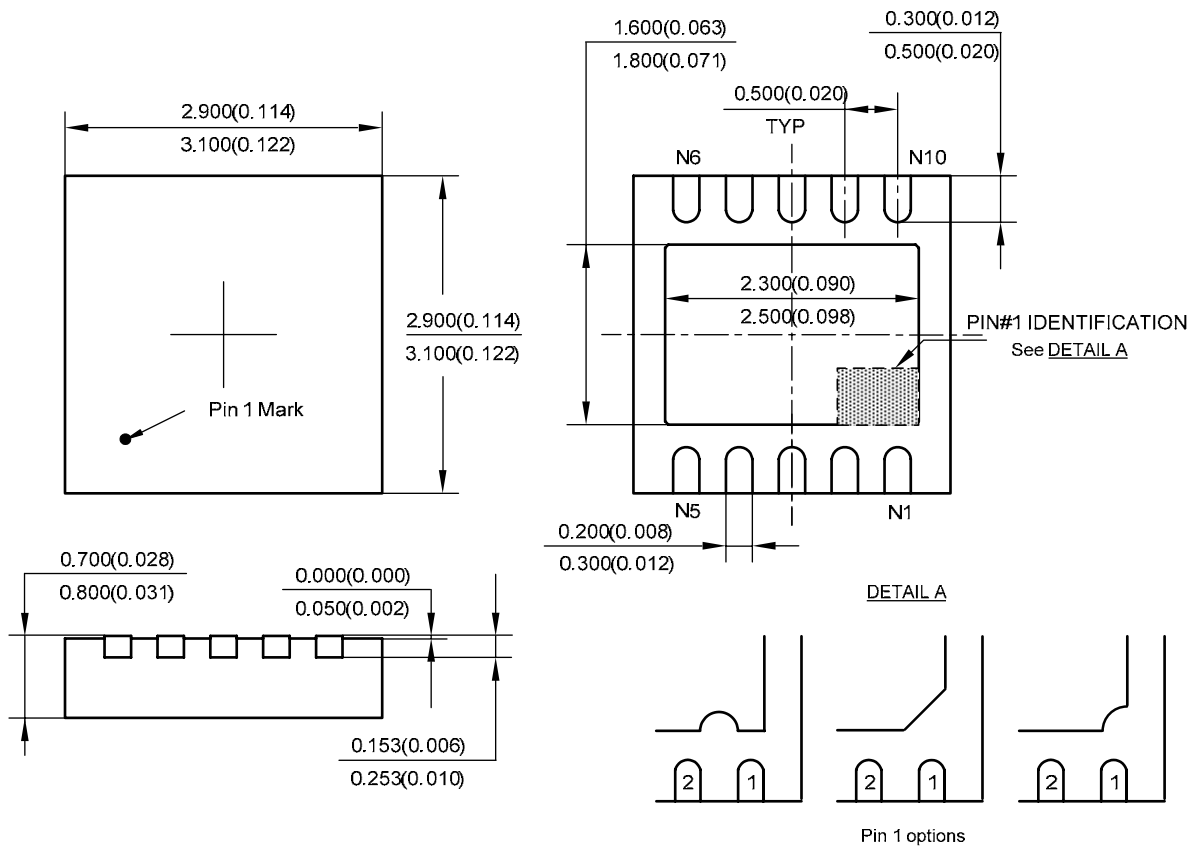 1.600(0.063)
1.800(0.071)
0.300(0.012)
0.500(0.020)
0.500(0.020)
TYP
2.900(0.114)
3.100(0.122)
N6
N10
2.900(0.114)
3.100(0.122)
2.300(0.090)
2.500(0.098)
PIN#1 IDENTIFICATION
See DETAIL A
Pin 1 Mark
N5
N1
0.200(0.008)
0.300(0.012)
0.700(0.028)
0.800(0.031)
0.000(0.000)
0.050(0.002)
0.153(0.006)
0.253(0.010)
DETAIL A
2 1
2 1
2 1
Pin 1 options